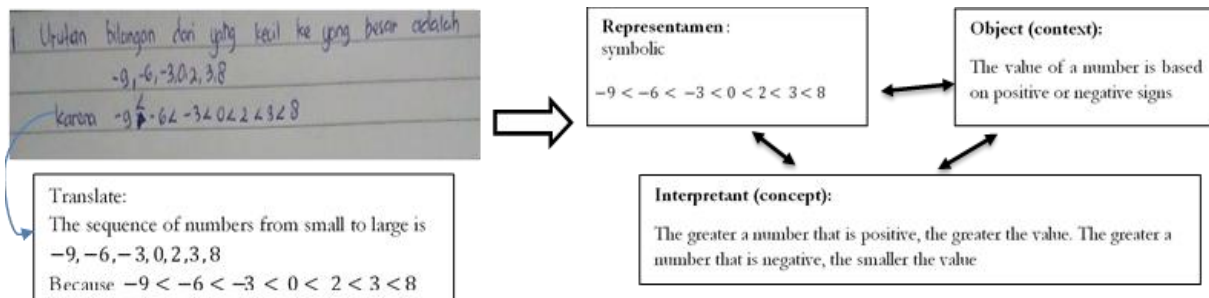 1. Urutan bilangan dari yang kecil ke yang besar adalah
-9, -6, -3, 0, 2, 3, 8
karena -9 < -6 < -3 < 0 < 2 < 3 < 8
Translate:
The sequence of numbers from small to large is
−9, −6, −3, 0, 2, 3, 8
Because −9 < −6 < −3 < 0 < 2 < 3 < 8
Representamen:
symbolic
−9 < −6 < −3 < 0 < 2 < 3 < 8
Object (context):
The value of a number is based
on positive or negative signs
Interpretant (concept):
The greater a number that is positive, the greater the value. The greater a
number that is negative, the smaller the value